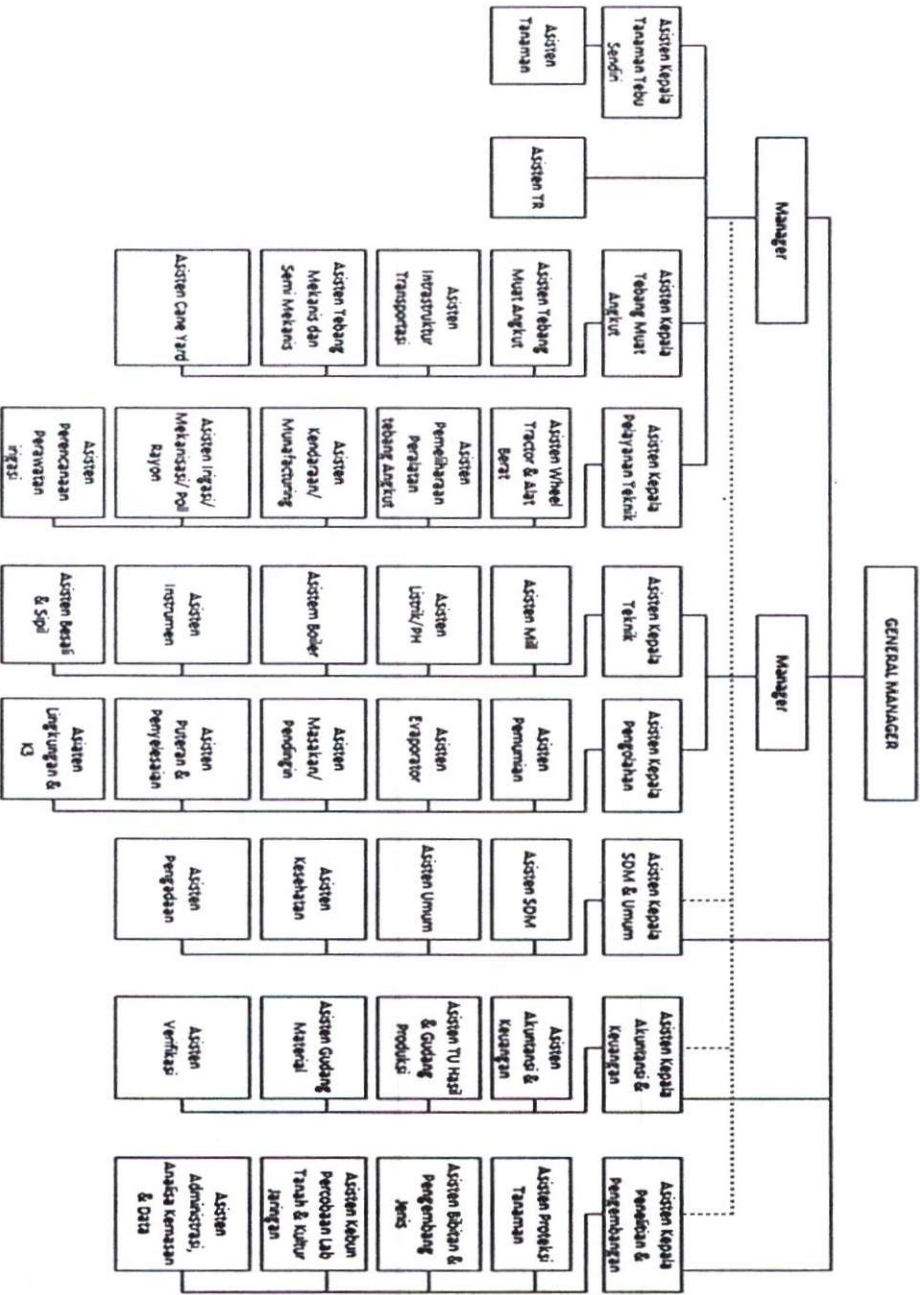 GENERAL MANAGER
Manager
Manager
Asisten Kepala
Tanaman Tebu
Sendiri
Asisten Kepala
Tebang Muat
Angkut
Asisten Kepala
Pelayanan Teknik
Asisten Kepala
Teknik
Asisten Kepala
Pengolahan
Asisten Kepala
SDM & Umum
Asisten Kepala
Akuntansi &
Keuangan
Asisten Kepala
Penelitian &
Pengembangan
Asisten
Tanaman
Asisten TR
Asisten Tebang
Muat Angkut
Asisten Wheel
Tractor & Alat
Berat
Asisten Mill
Asisten
Pemurnian
Asisten SDM
Asisten
Akuntansi &
Keuangan
Asisten Proteksi
Tanaman
Asisten
Intrastruktur
Transportasi
Asisten
Pemeliharaan
Peralatan
tebang Angkut
Asisten
Listrik/PH
Asisten
Evaporator
Asisten Umum
Asisten TU Hasil
& Gudang
Produksi
Asisten Bibitan &
Pengembang
Jenis
Asisten Tebang
Mekanis dan
Semi Mekanis
Asisten
Kendaraan/
Munafacturing
Asistem Boiler
Asisten
Masakan/
Pendingin
Asisten
Kesehatan
Asisten Gudang
Material
Asisten Kebun
Percobaan Lab
Tanah & Kultur
Jaringan
Asisten Cane Yard
Asisten Irigasi/
Mekanisasi/ Poli
Rayon
Asisten
Instrumen
Asisten
Puteran &
Penyelesaian
Asisten
Pengadaan
Asisten
Verifikasi
Asisten
Administrasi,
Analisa Kemasan
& Data
Asisten
Perencanaan
Perawatan
irigasi
Asisten Besali
& Sipil
Asisten
Lingkungan &
K3